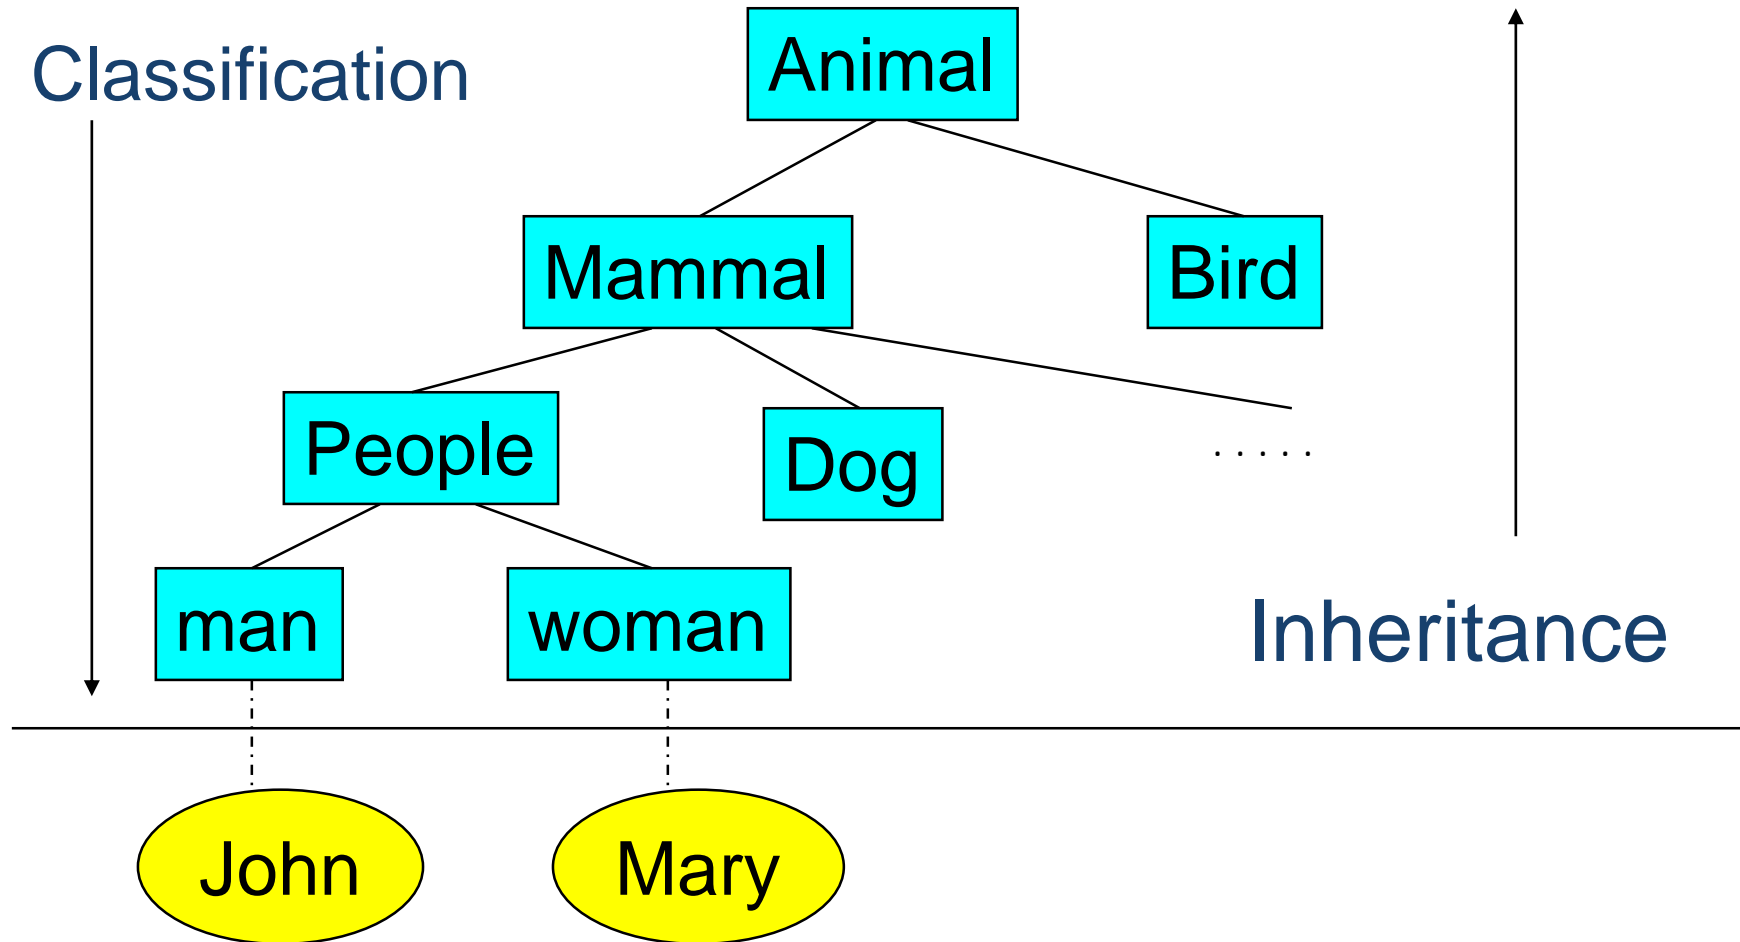 Animal
Classification
Mammal
Bird
People
Dog
. . . . .
man
woman
Inheritance
John
Mary